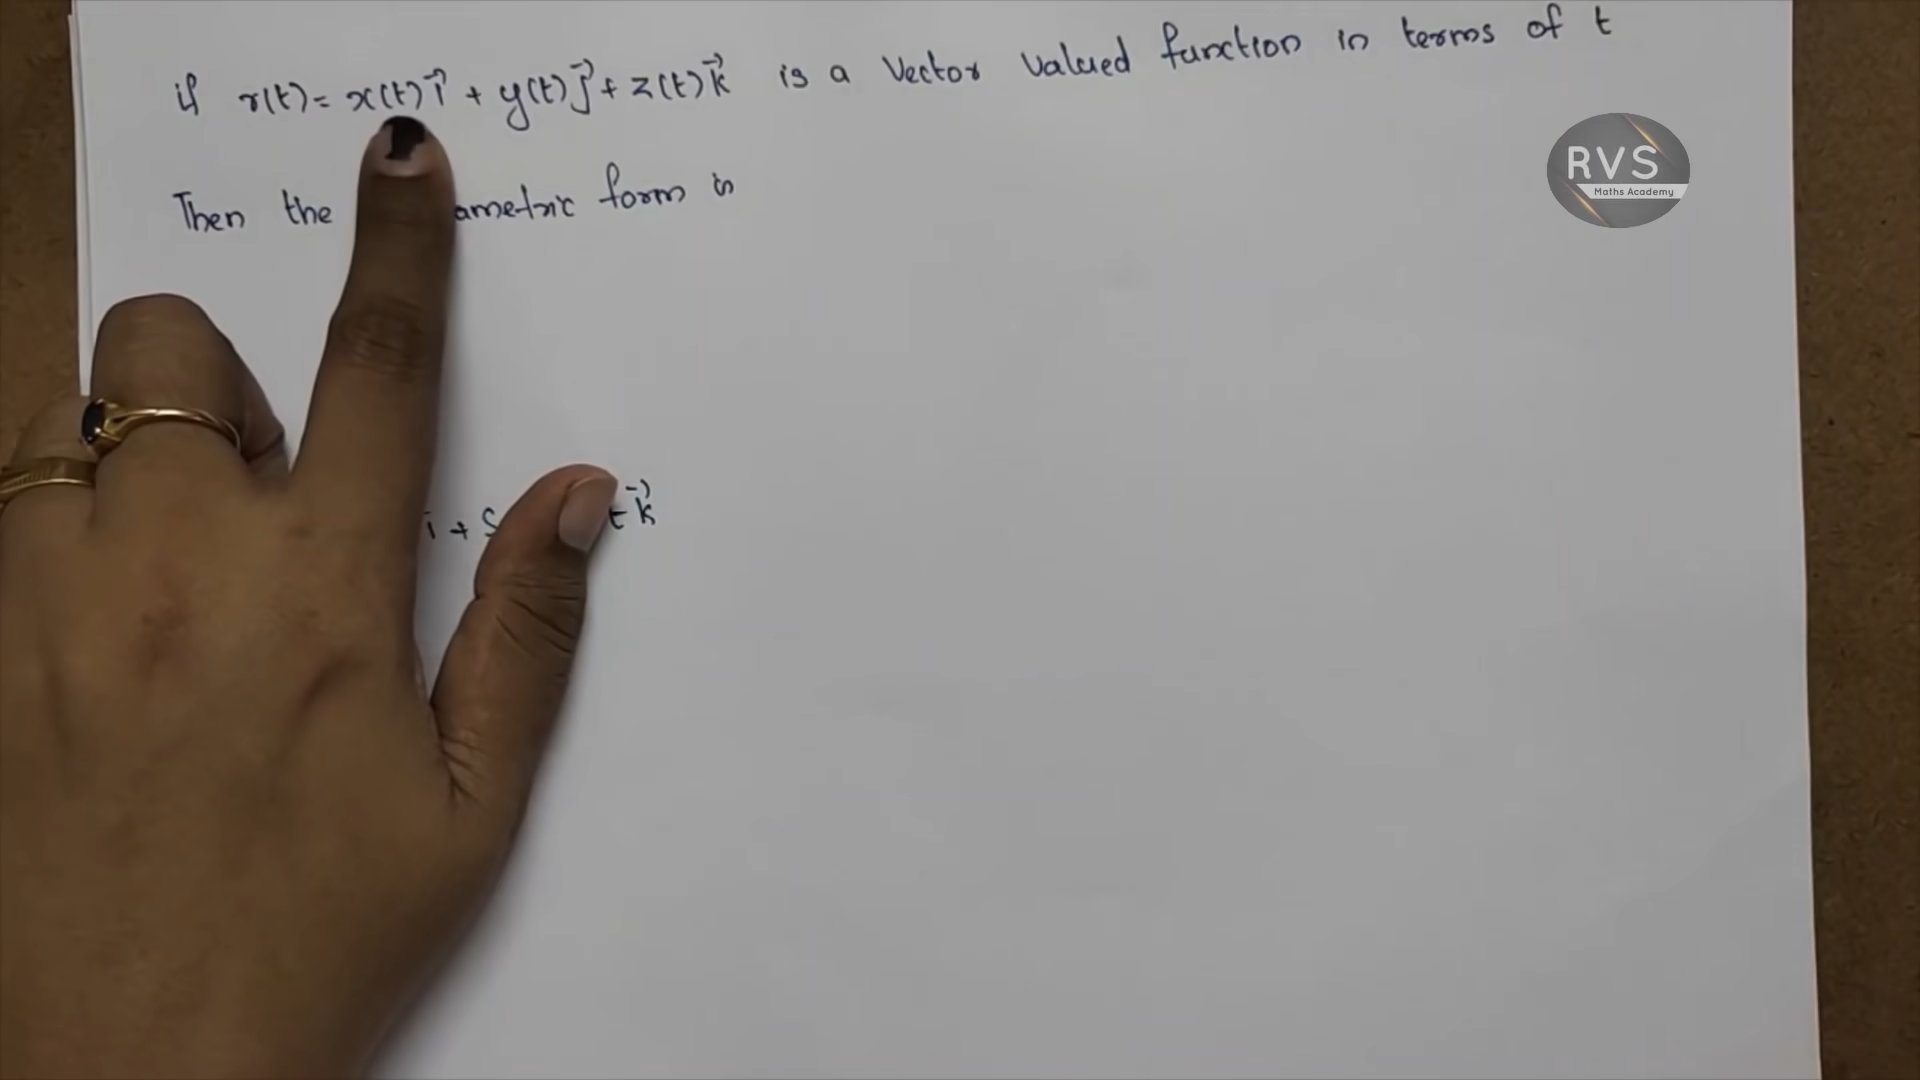 if r(t) = x(t)i⃗ + y(t)j⃗ + z(t)k⃗ is a Vector valued function in terms of t
Then the ametric form is
i + S t k⃗
RVS
Maths Academy